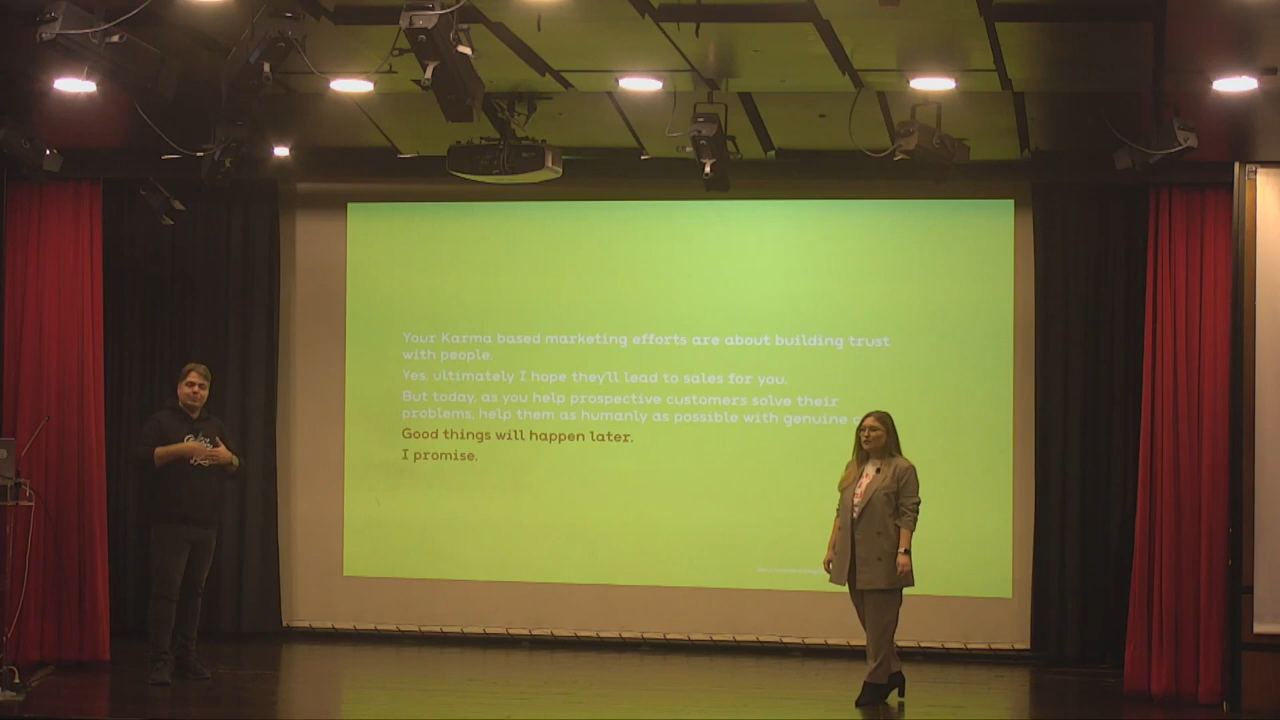 Your Karma based marketing efforts are about building trust
with people.
Yes, ultimately I hope they'll lead to sales for you.
But today, as you help prospective customers solve their
problems, help them as humanly as possible with genuine
Good things will happen later.
I promise.